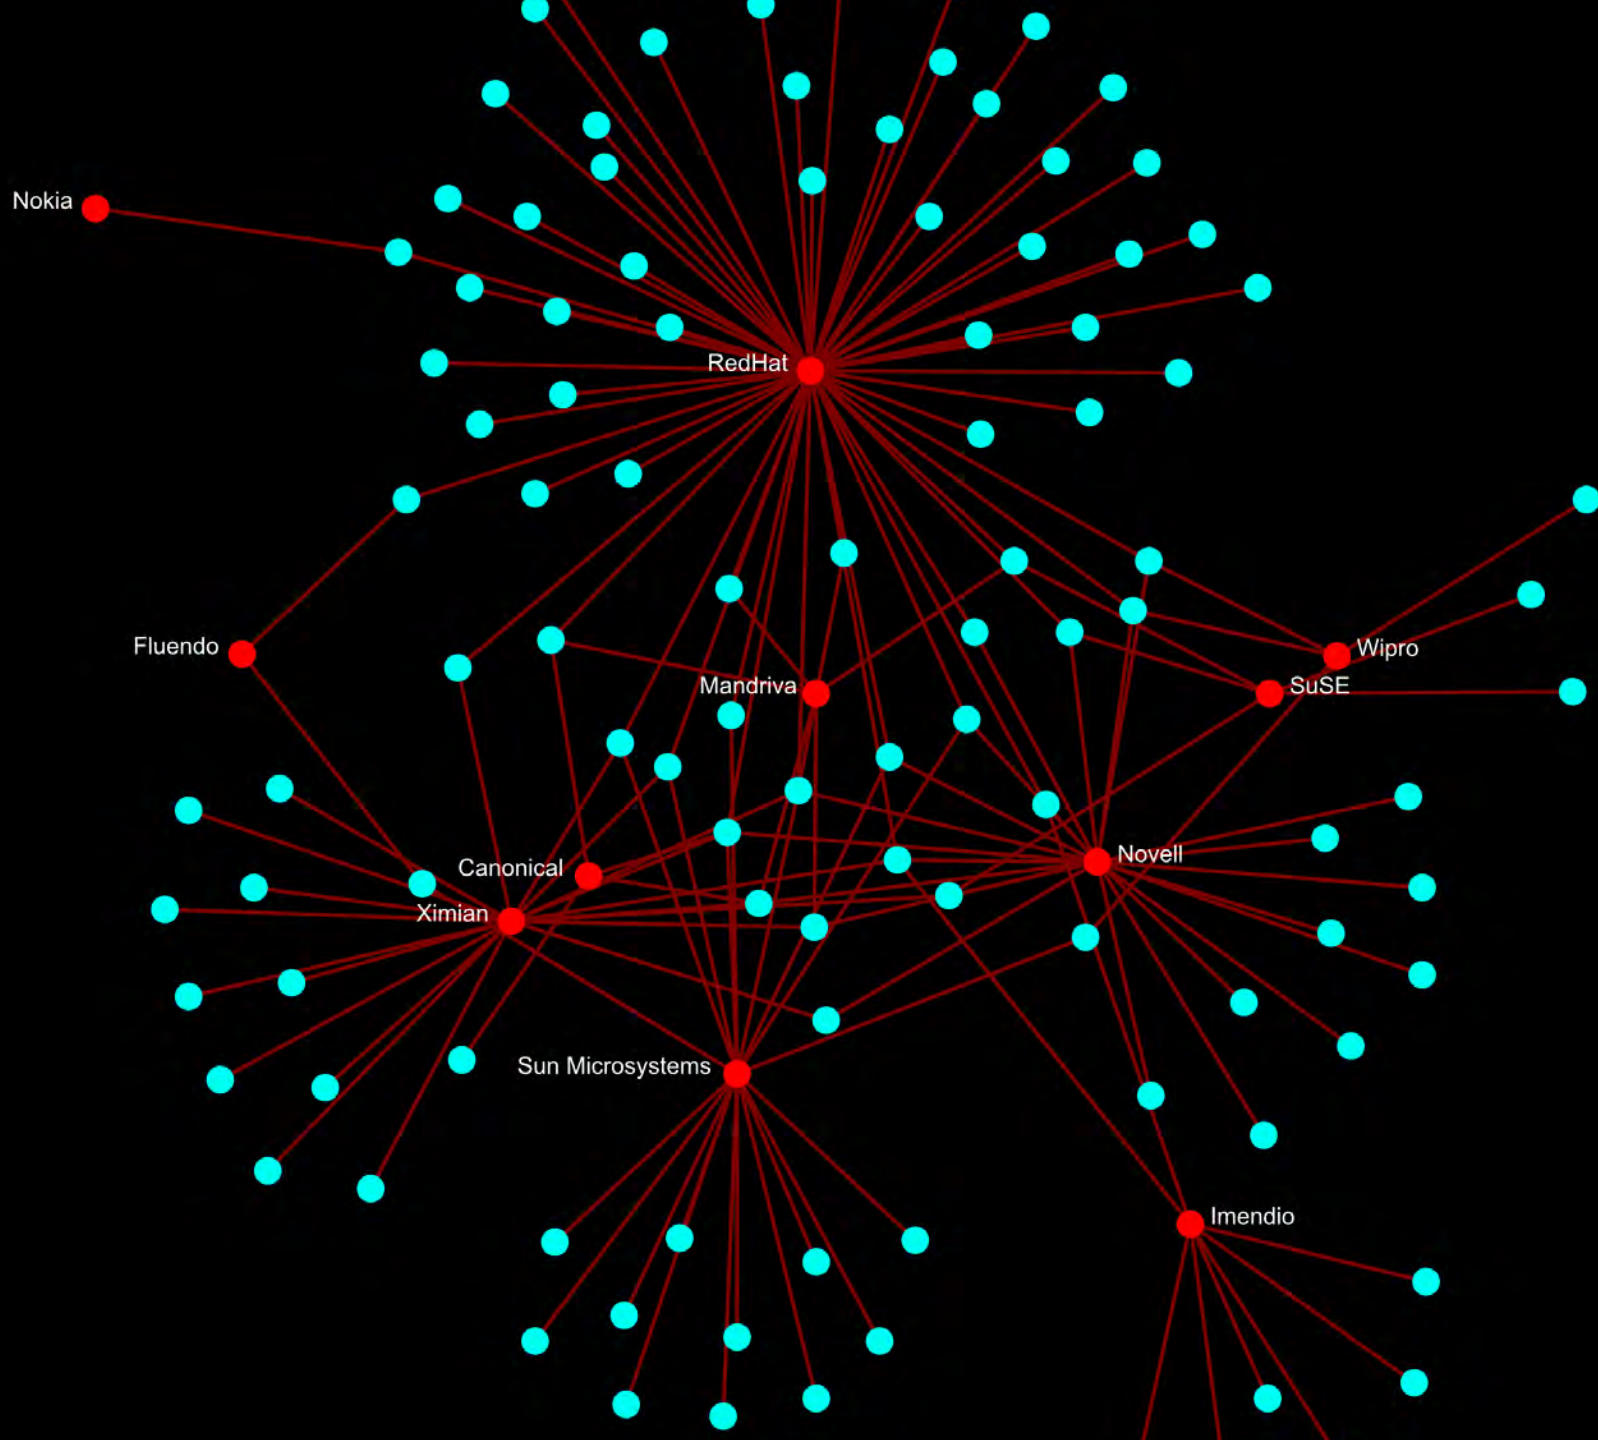 Nokia
RedHat
Fluendo
Wipro
SuSE
Mandriva
Novell
Canonical
Ximian
Sun Microsystems
Imendio